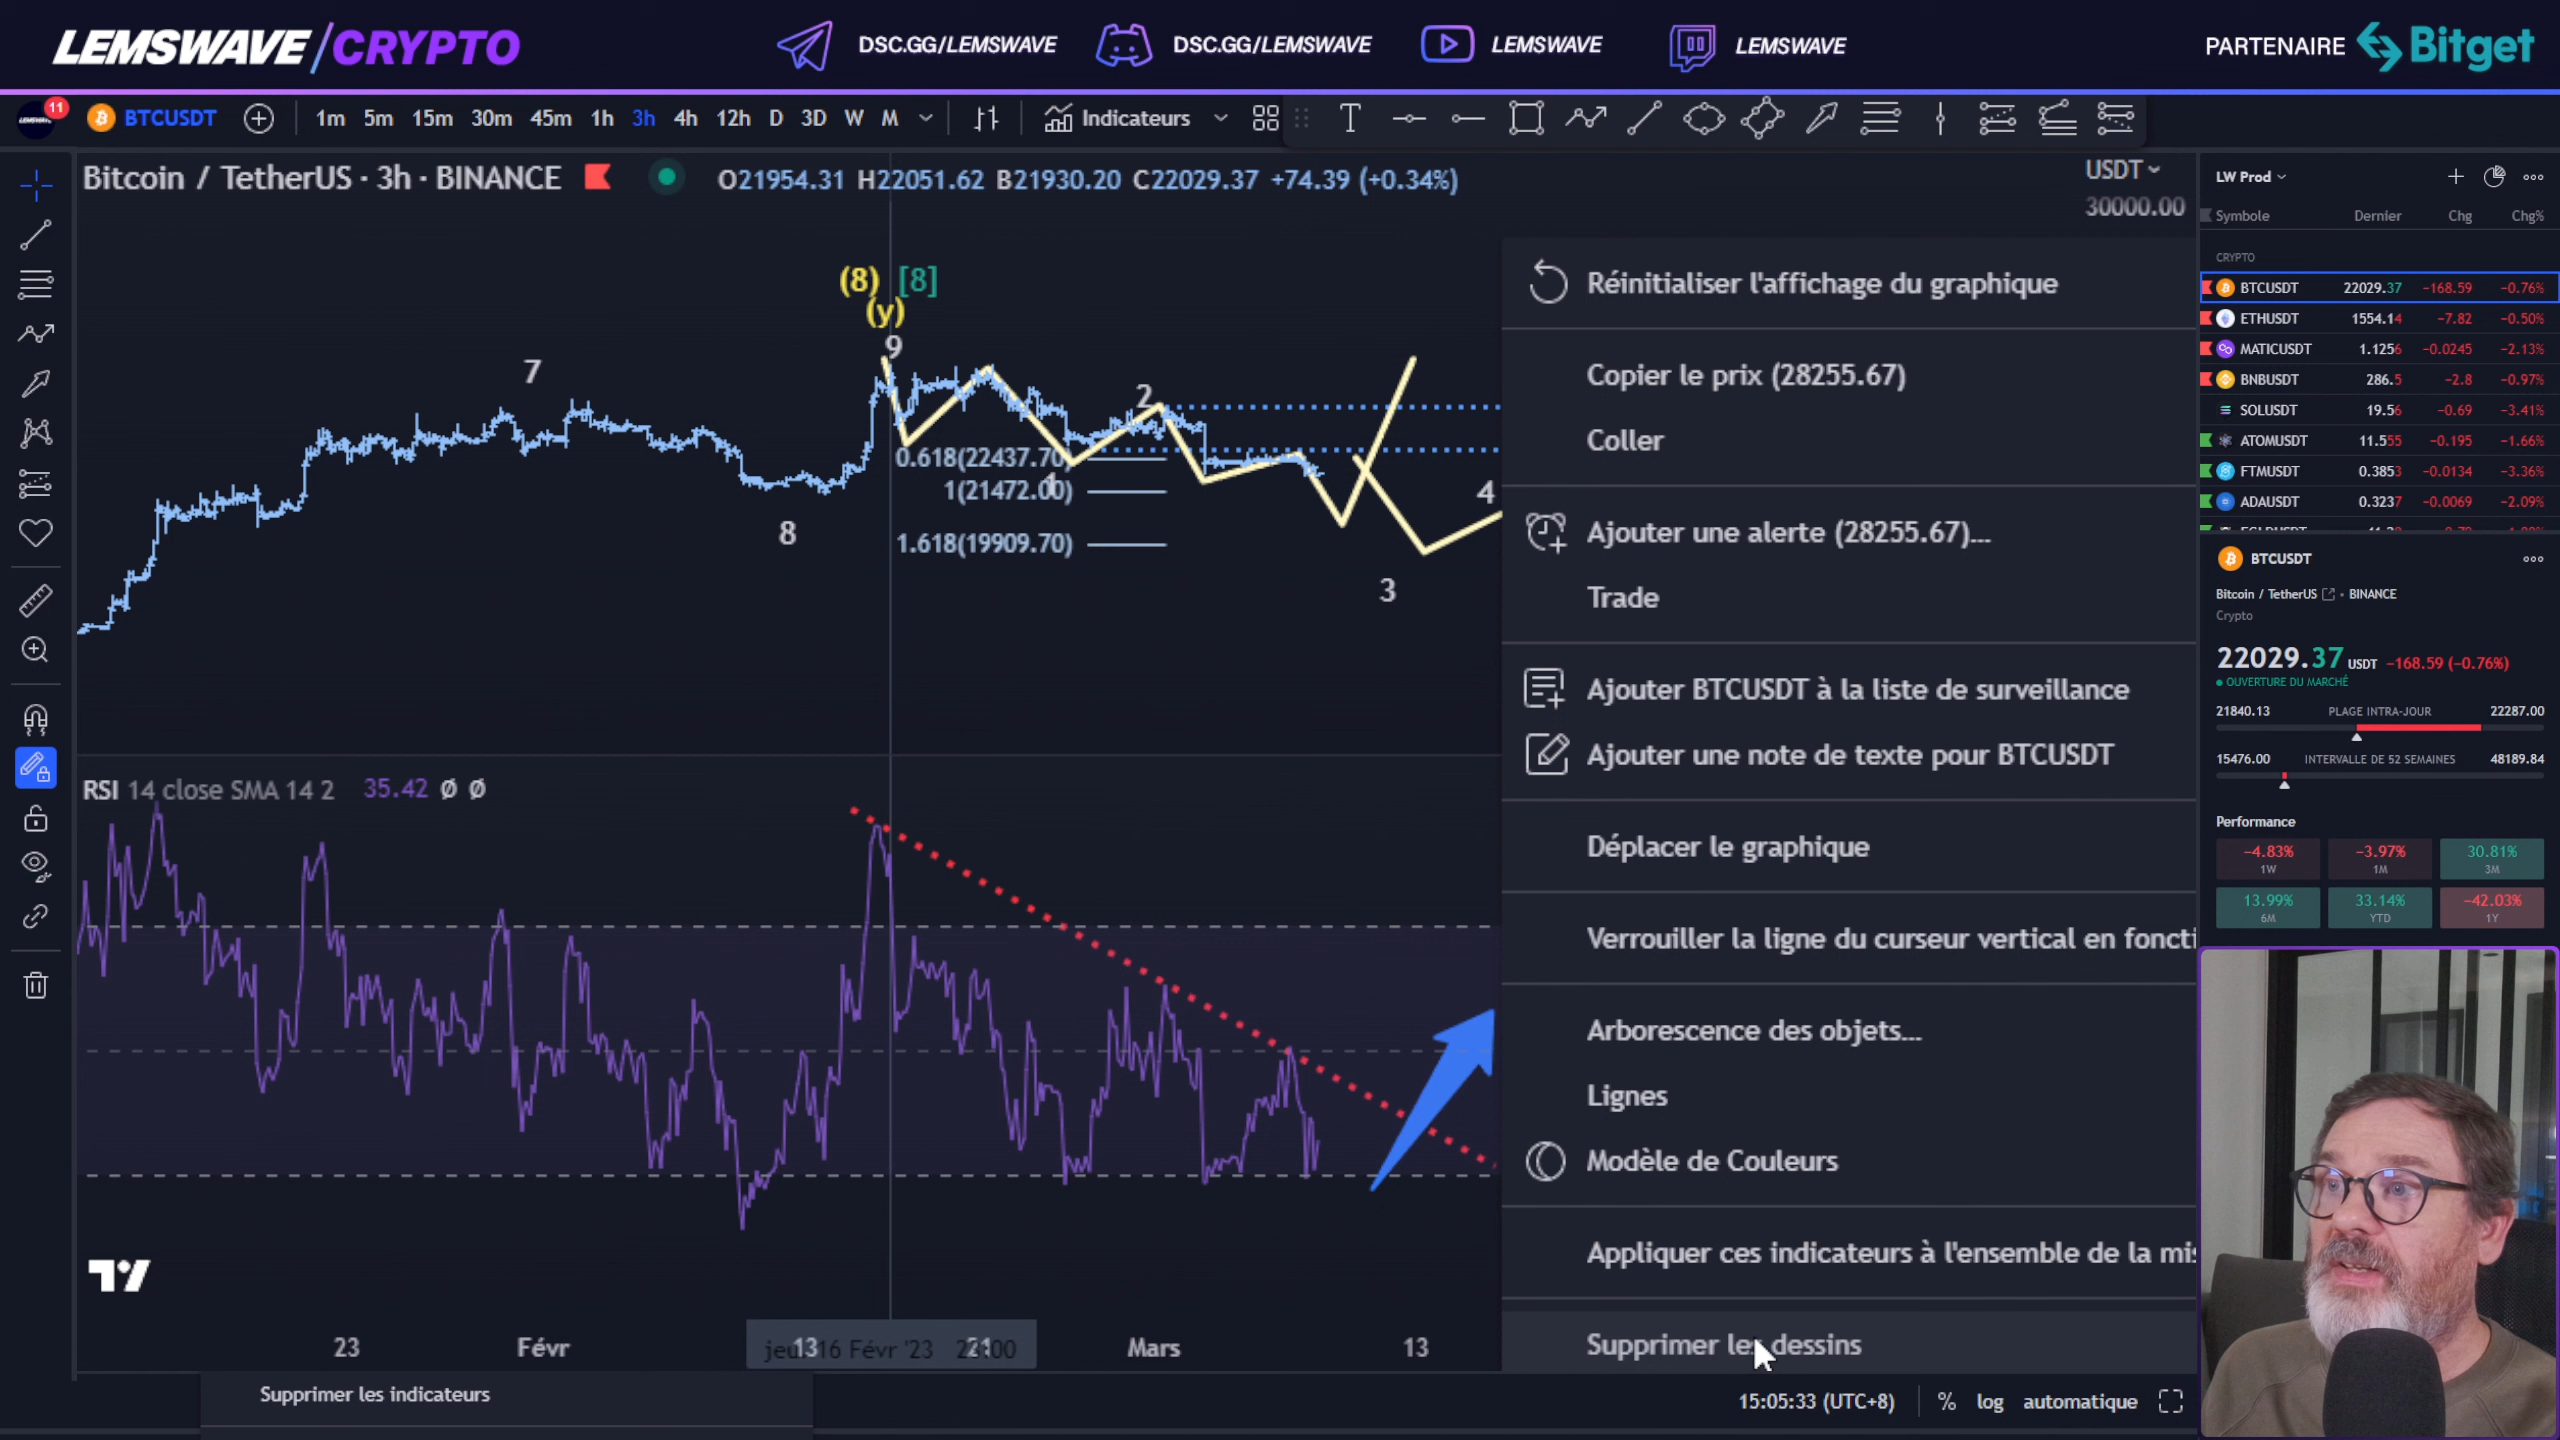 LEMSWAVE/CRYPTO
DSC.GG/LEMSWAVE
DSC.GG/LEMSWAVE
LEMSWAVE
LEMSWAVE
PARTENAIRE Bitget
11
BTCUSDT
1m 5m 15m 30m 45m 1h 3h 4h 12h D 3D W M
Indicateurs
Bitcoin / TetherUS · 3h · BINANCE
O21954.31 H22051.62 B21930.20 C22029.37 +74.39 (+0.34%)
USDT
30000.00
(8) [8]
(y)
9
7
2
8
0.618(22437.70)
1
1(21472.00)
1.618(19909.70)
4
3
Réinitialiser l'affichage du graphique
Copier le prix (28255.67)
Coller
Ajouter une alerte (28255.67)...
Trade
Ajouter BTCUSDT à la liste de surveillance
Ajouter une note de texte pour BTCUSDT
Déplacer le graphique
Verrouiller la ligne du curseur vertical en foncti
Arborescence des objets...
Lignes
Modèle de Couleurs
Appliquer ces indicateurs à l'ensemble de la mis
Supprimer les dessins
RSI 14 close SMA 14 2 35.42 Ø Ø
23 Févr 13 21 Mars 13
jeu 16 Févr '23
Supprimer les indicateurs
15:05:33 (UTC+8) % log automatique
LW Prod
Symbole Dernier Chg Chg%
CRYPTO
BTCUSDT 22029.37 −168.59 −0.76%
ETHUSDT 1554.14 −7.82 −0.50%
MATICUSDT 1.1256 −0.0245 −2.13%
BNBUSDT 286.5 −2.8 −0.97%
SOLUSDT 19.56 −0.69 −3.41%
ATOMUSDT 11.555 −0.195 −1.66%
FTMUSDT 0.3853 −0.0134 −3.36%
ADAUSDT 0.3237 −0.0069 −2.09%
BTCUSDT
Bitcoin / TetherUS • BINANCE
Crypto
22029.37 USDT −168.59 (−0.76%)
OUVERTURE DU MARCHÉ
21840.13 PLAGE INTRA-JOUR 22287.00
15476.00 INTERVALLE DE 52 SEMAINES 48189.84
Performance
−4.83% −3.97% 30.81%
1W 1M 3M
13.99% 33.14% −42.03%
6M YTD 1Y